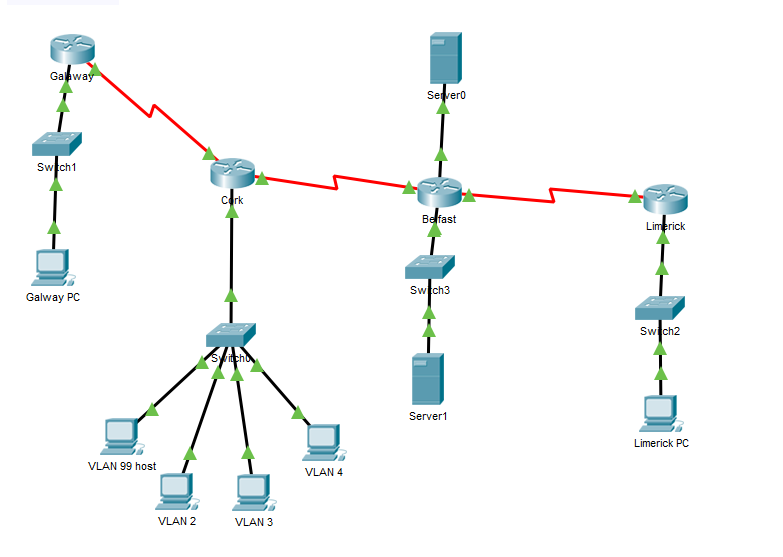 Galaway
Server0
Switch1
Cork
Belfast
Limerick
Galway PC
Switch3
Switch2
Switch0
Server1
Limerick PC
VLAN 99 host
VLAN 4
VLAN 2
VLAN 3